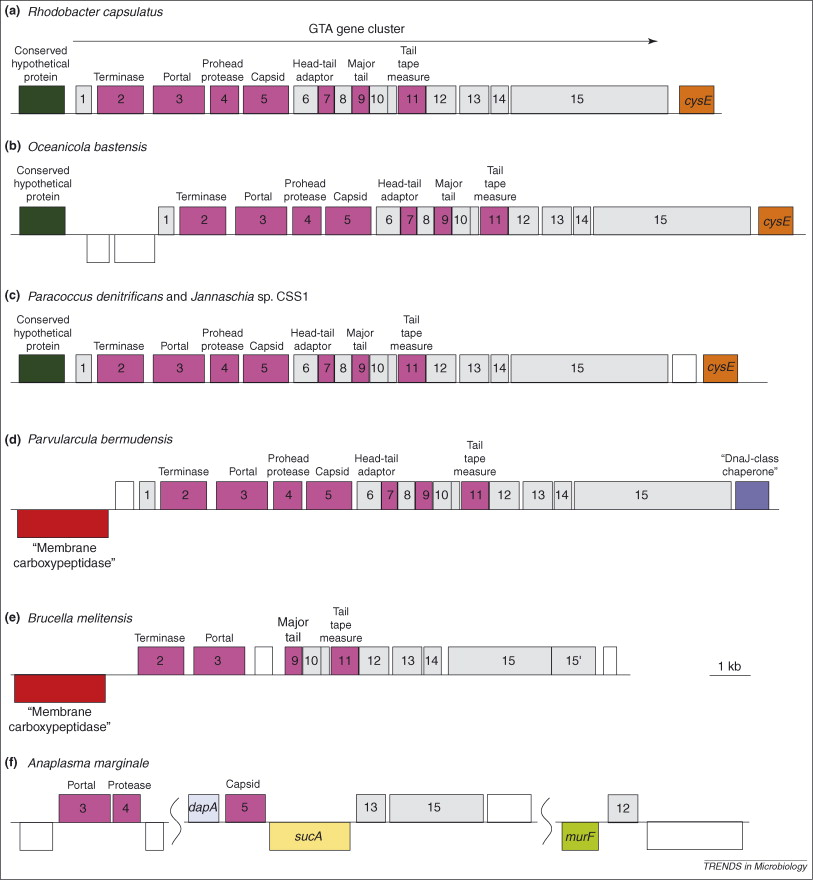 (a) Rhodobacter capsulatus
GTA gene cluster
Conserved
hypothetical
protein
Terminase
Portal
Prohead
protease
Capsid
Head-tail
adaptor
Major
tail
Tail
tape
measure
1 2 3 4 5 6 7 8 9 10 11 12 13 14 15 cysE
(b) Oceanicola bastensis
Conserved
hypothetical
protein
Terminase
Portal
Prohead
protease
Capsid
Head-tail
adaptor
Major
tail
Tail
tape
measure
1 2 3 4 5 6 7 8 9 10 11 12 13 14 15 cysE
(c) Paracoccus denitrificans and Jannaschia sp. CSS1
Conserved
hypothetical
protein
Terminase
Portal
Prohead
protease
Capsid
Head-tail
adaptor
Major
tail
Tail
tape
measure
1 2 3 4 5 6 7 8 9 10 11 12 13 14 15 cysE
(d) Parvularcula bermudensis
Terminase
Portal
Prohead
protease
Capsid
Head-tail
adaptor
Tail
tape
measure
“DnaJ-class
chaperone”
1 2 3 4 5 6 7 8 9 10 11 12 13 14 15
“Membrane
carboxypeptidase”
(e) Brucella melitensis
Terminase
Portal
Major
tail
Tail
tape
measure
2 3 9 10 11 12 13 14 15 15'
1 kb
“Membrane
carboxypeptidase”
(f) Anaplasma marginale
Portal
Protease
Capsid
3 4 dapA 5 13 15 12
sucA murF
TRENDS in Microbiology